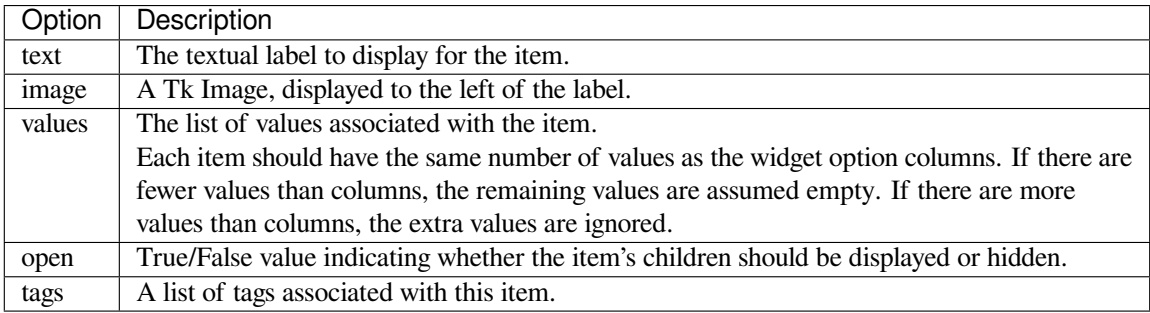 Option Description
text The textual label to display for the item.
image A Tk Image, displayed to the left of the label.
values The list of values associated with the item.
Each item should have the same number of values as the widget option columns. If there are
fewer values than columns, the remaining values are assumed empty. If there are more
values than columns, the extra values are ignored.
open True/False value indicating whether the item's children should be displayed or hidden.
tags A list of tags associated with this item.